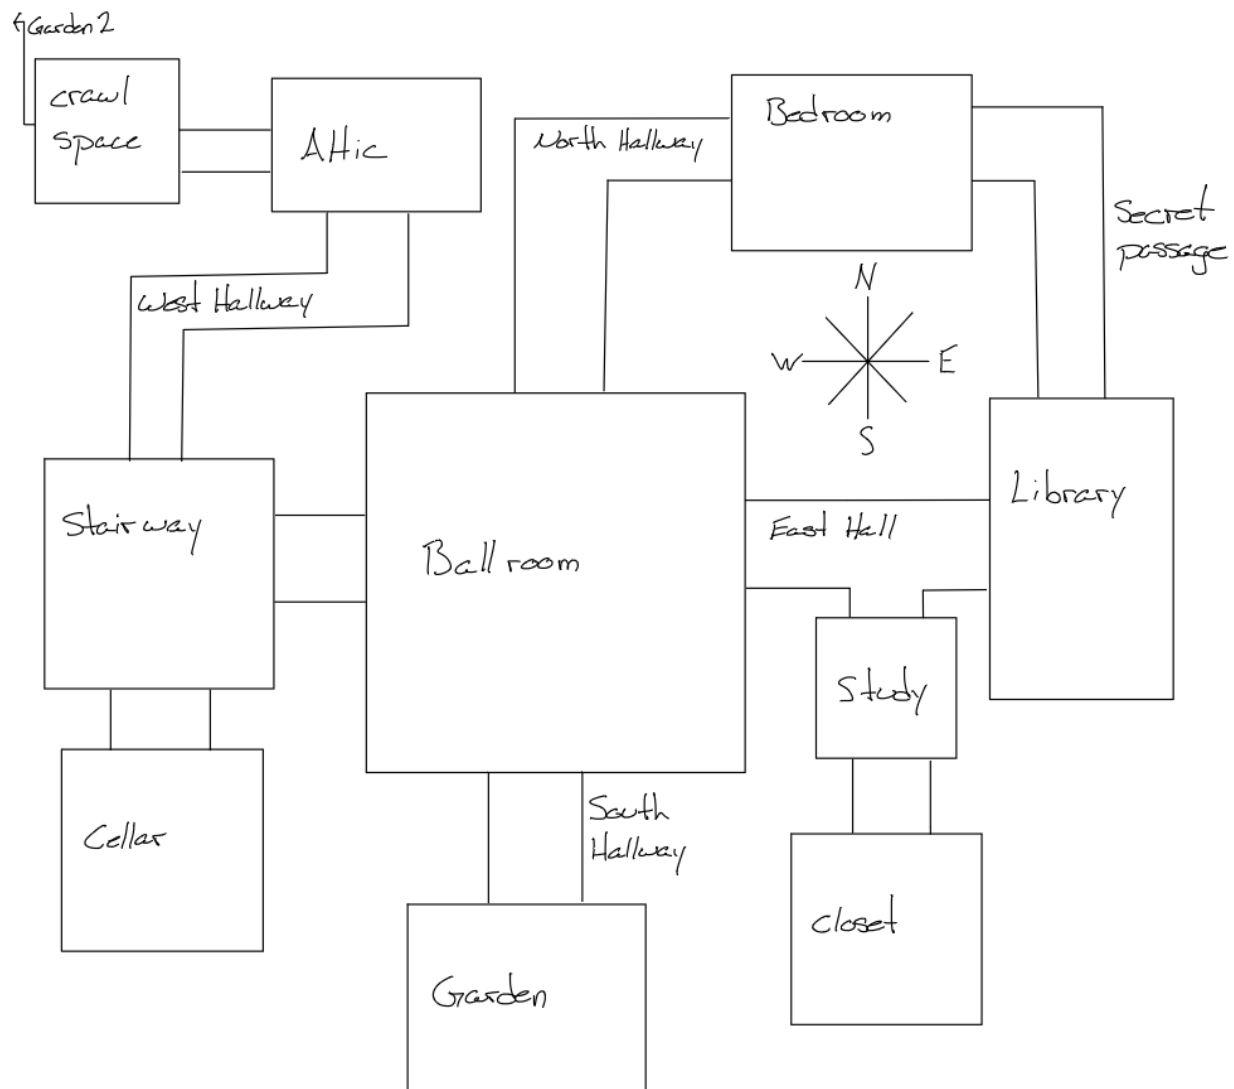 Garden 2
crawl
space
Attic
North Hallway
Bedroom
Secret
passage
West Hallway
N
W
E
S
Stairway
Ballroom
East Hall
Library
Study
Cellar
South
Hallway
closet
Garden